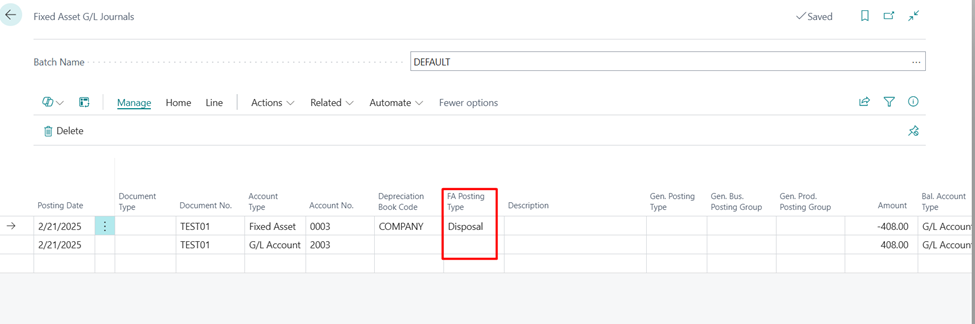 Fixed Asset G/L Journals
Saved
Batch Name
DEFAULT
Manage Home Line Actions Related Automate Fewer options
Delete
Posting Date Document Type Document No. Account Type Account No. Depreciation Book Code FA Posting Type Description Gen. Posting Type Gen. Bus. Posting Group Gen. Prod. Posting Group Amount Bal. Account Type
2/21/2025 TEST01 Fixed Asset 0003 COMPANY Disposal -408.00 G/L Account
2/21/2025 TEST01 G/L Account 2003 408.00 G/L Account